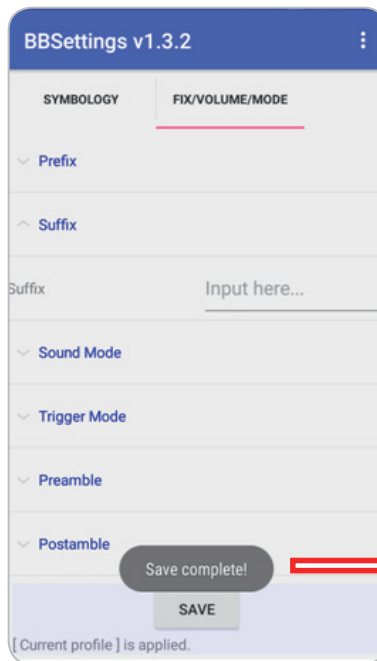 BBSettings v1.3.2
SYMBOLOGY FIX/VOLUME/MODE
Prefix
Suffix
Suffix Input here...
Sound Mode
Trigger Mode
Preamble
Postamble
Save complete!
SAVE
[ Current profile ] is applied.